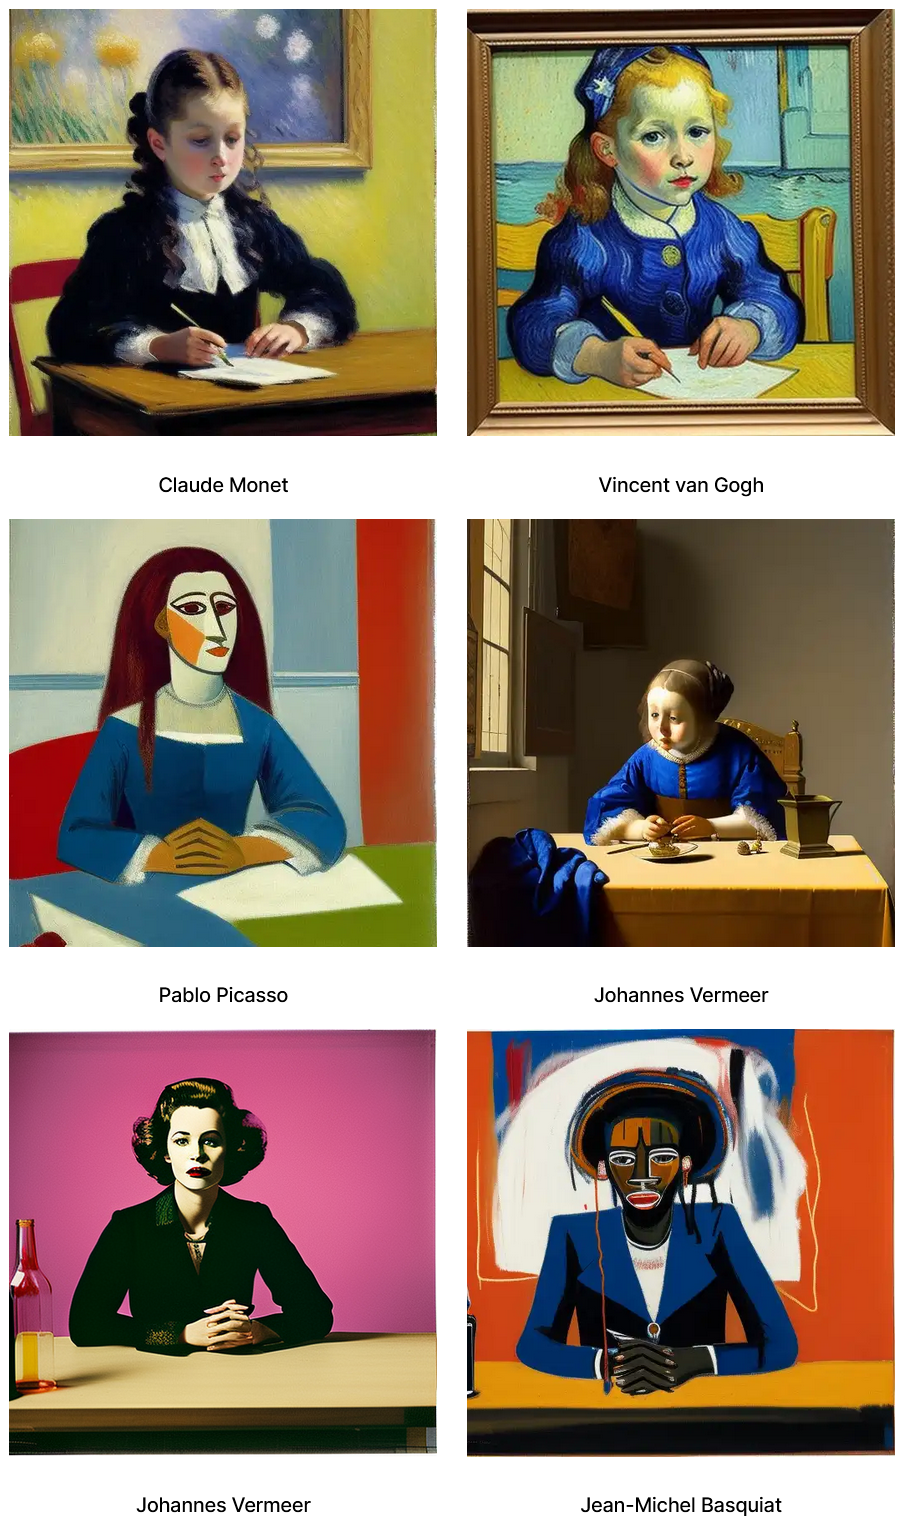 Claude Monet
Vincent van Gogh
Pablo Picasso
Johannes Vermeer
Johannes Vermeer
Jean-Michel Basquiat